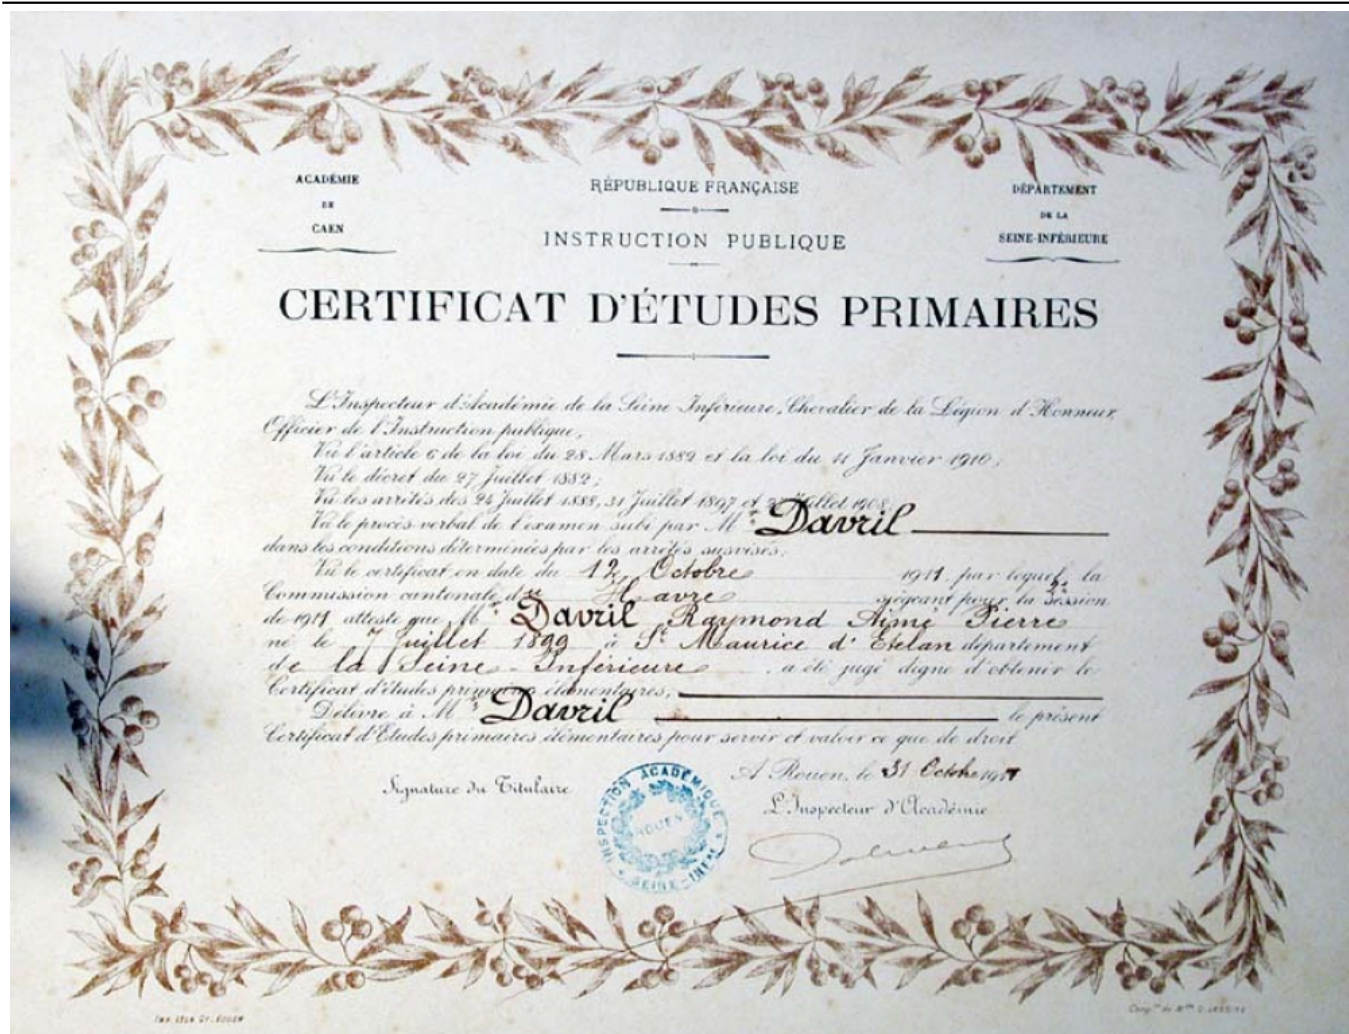 ACADÉMIE
DE
CAEN
RÉPUBLIQUE FRANÇAISE
INSTRUCTION PUBLIQUE
DÉPARTEMENT
DE LA
SEINE-INFÉRIEURE
CERTIFICAT D'ÉTUDES PRIMAIRES
L'Inspecteur d'Académie de la Seine Inférieure, Chevalier de la Légion d'Honneur,
Officier de l'Instruction publique,
Vu l'article 6 de la loi du 28 Mars 1882 et la loi du 11 Janvier 1910;
Vu le décret du 27 Juillet 1882;
Vu les arrêtés des 24 Juillet 1888, 31 Juillet 1897 et Juillet 1908;
Vu le procès verbal de l'examen subi par M. Davril
dans les conditions déterminées par les arrêtés susvisés;
Vu le certificat en date du 12 Octobre 1911, par lequel la
Commission cantonale du Havre siégeant pour la 2e Session
de 1911 atteste que M. Davril Raymond Aimé Pierre
né le 7 Juillet 1899 à St Maurice d'Etelan département
de la Seine-Inférieure a été jugé digne d'obtenir le
Certificat d'études primaires élémentaires,
Délivre à M. Davril le présent
Certificat d'Etudes primaires élémentaires pour servir et valoir ce que de droit
A Rouen, le 31 Octobre 1911
Signature du Titulaire
L'Inspecteur d'Académie
INSPECTION ACADÉMIQUE
ROUEN
SEINE-INFRE